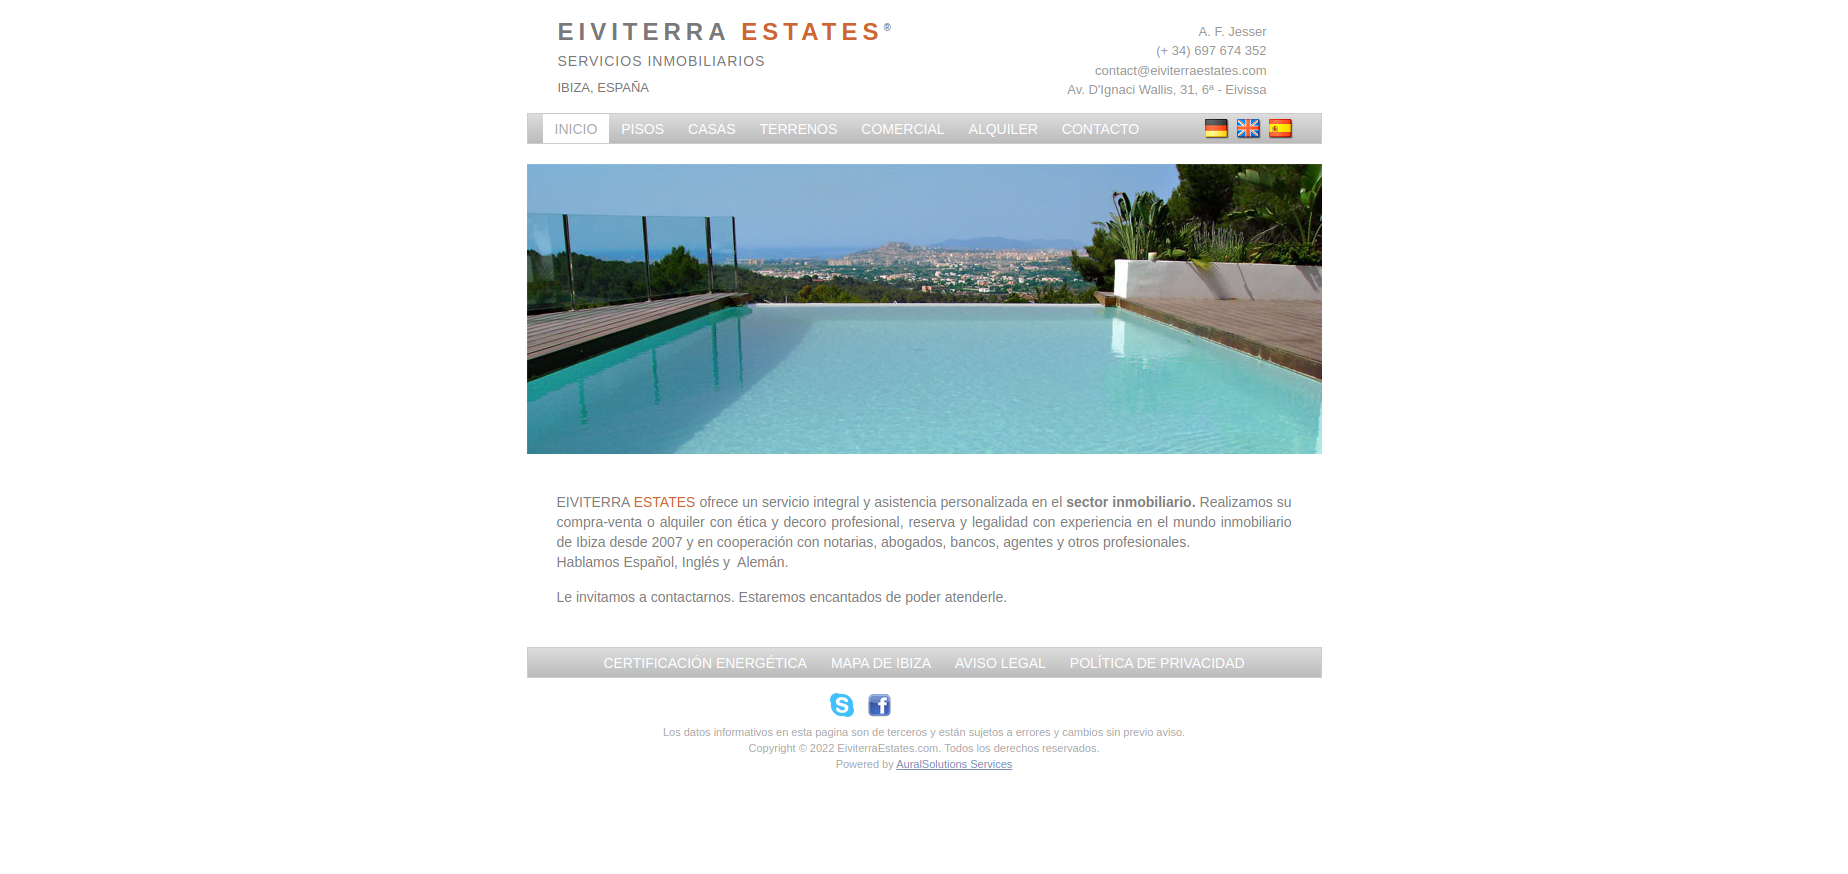 EIVITERRA ESTATES®
SERVICIOS INMOBILIARIOS
IBIZA, ESPAÑA
A. F. Jesser
(+ 34) 697 674 352
contact@eiviterraestates.com
Av. D'Ignaci Wallis, 31, 6ª - Eivissa
INICIO PISOS CASAS TERRENOS COMERCIAL ALQUILER CONTACTO
EIVITERRA ESTATES ofrece un servicio integral y asistencia personalizada en el sector inmobiliario. Realizamos su
compra-venta o alquiler con ética y decoro profesional, reserva y legalidad con experiencia en el mundo inmobiliario
de Ibiza desde 2007 y en cooperación con notarias, abogados, bancos, agentes y otros profesionales.
Hablamos Español, Inglés y  Alemán.
Le invitamos a contactarnos. Estaremos encantados de poder atenderle.
CERTIFICACIÓN ENERGÉTICA MAPA DE IBIZA AVISO LEGAL POLÍTICA DE PRIVACIDAD
Los datos informativos en esta pagina son de terceros y están sujetos a errores y cambios sin previo aviso.
Copyright © 2022 EiviterraEstates.com. Todos los derechos reservados.
Powered by AuralSolutions Services